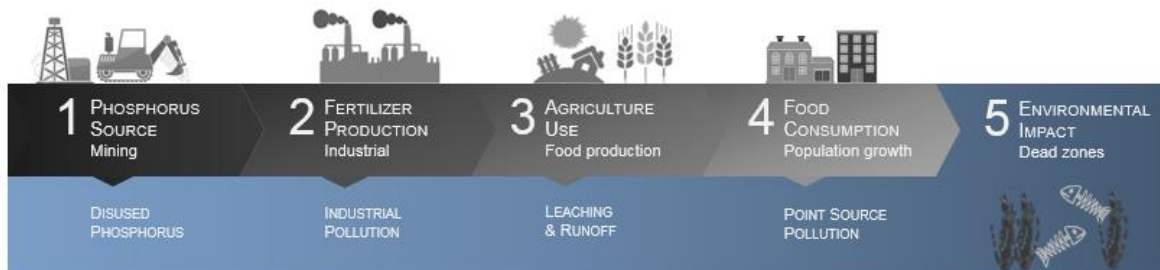 1 PHOSPHORUS
SOURCE
Mining
2 FERTILIZER
PRODUCTION
Industrial
3 AGRICULTURE
USE
Food production
4 FOOD
CONSUMPTION
Population growth
5 ENVIRONMENTAL
IMPACT
Dead zones
DISUSED
PHOSPHORUS
INDUSTRIAL
POLLUTION
LEACHING
& RUNOFF
POINT SOURCE
POLLUTION